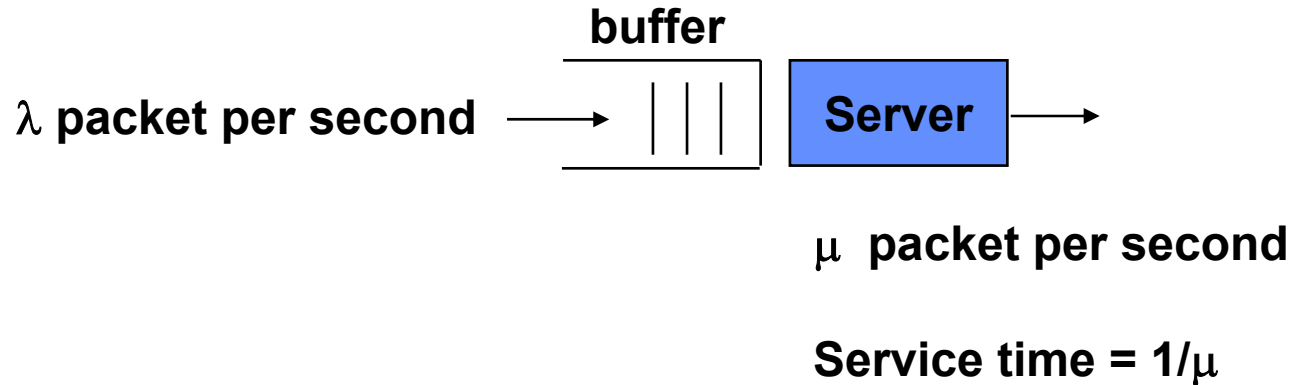 buffer
λ packet per second
Server
μ packet per second
Service time = 1/μ